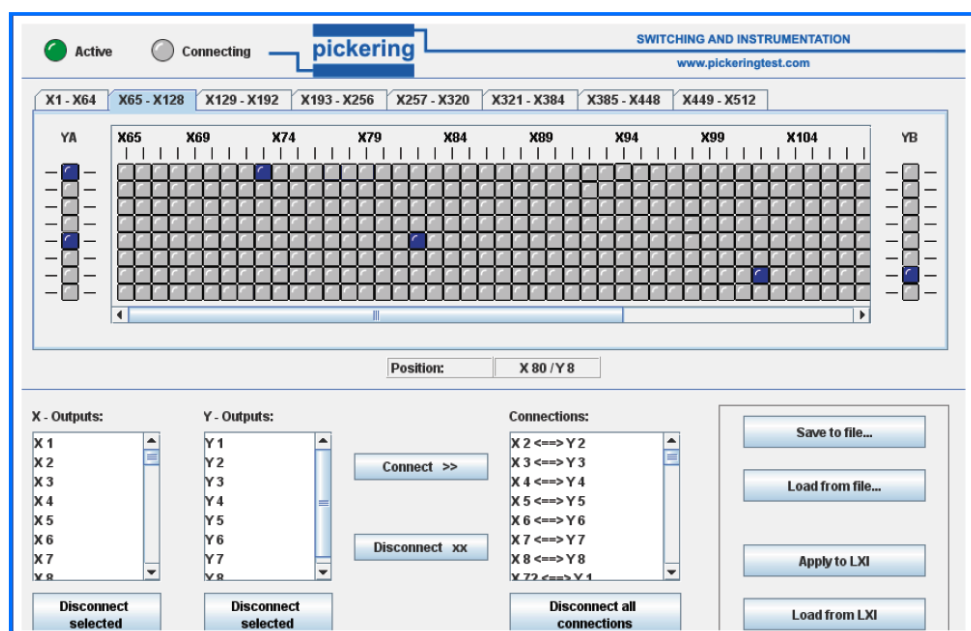 Active
Connecting
pickering
SWITCHING AND INSTRUMENTATION
www.pickeringtest.com
X1 - X64
X65 - X128
X129 - X192
X193 - X256
X257 - X320
X321 - X384
X385 - X448
X449 - X512
YA
X65 X69 X74 X79 X84 X89 X94 X99 X104
YB
Position:
X 80 / Y 8
X - Outputs:
X 1
X 2
X 3
X 4
X 5
X 6
X 7
X 8
Disconnect
selected
Y - Outputs:
Y 1
Y 2
Y 3
Y 4
Y 5
Y 6
Y 7
Y 8
Disconnect
selected
Connect >>
Disconnect xx
Connections:
X 2 <==> Y 2
X 3 <==> Y 3
X 4 <==> Y 4
X 5 <==> Y 5
X 6 <==> Y 6
X 7 <==> Y 7
X 8 <==> Y 8
X 72 <==> Y 1
Disconnect all
connections
Save to file...
Load from file...
Apply to LXI
Load from LXI